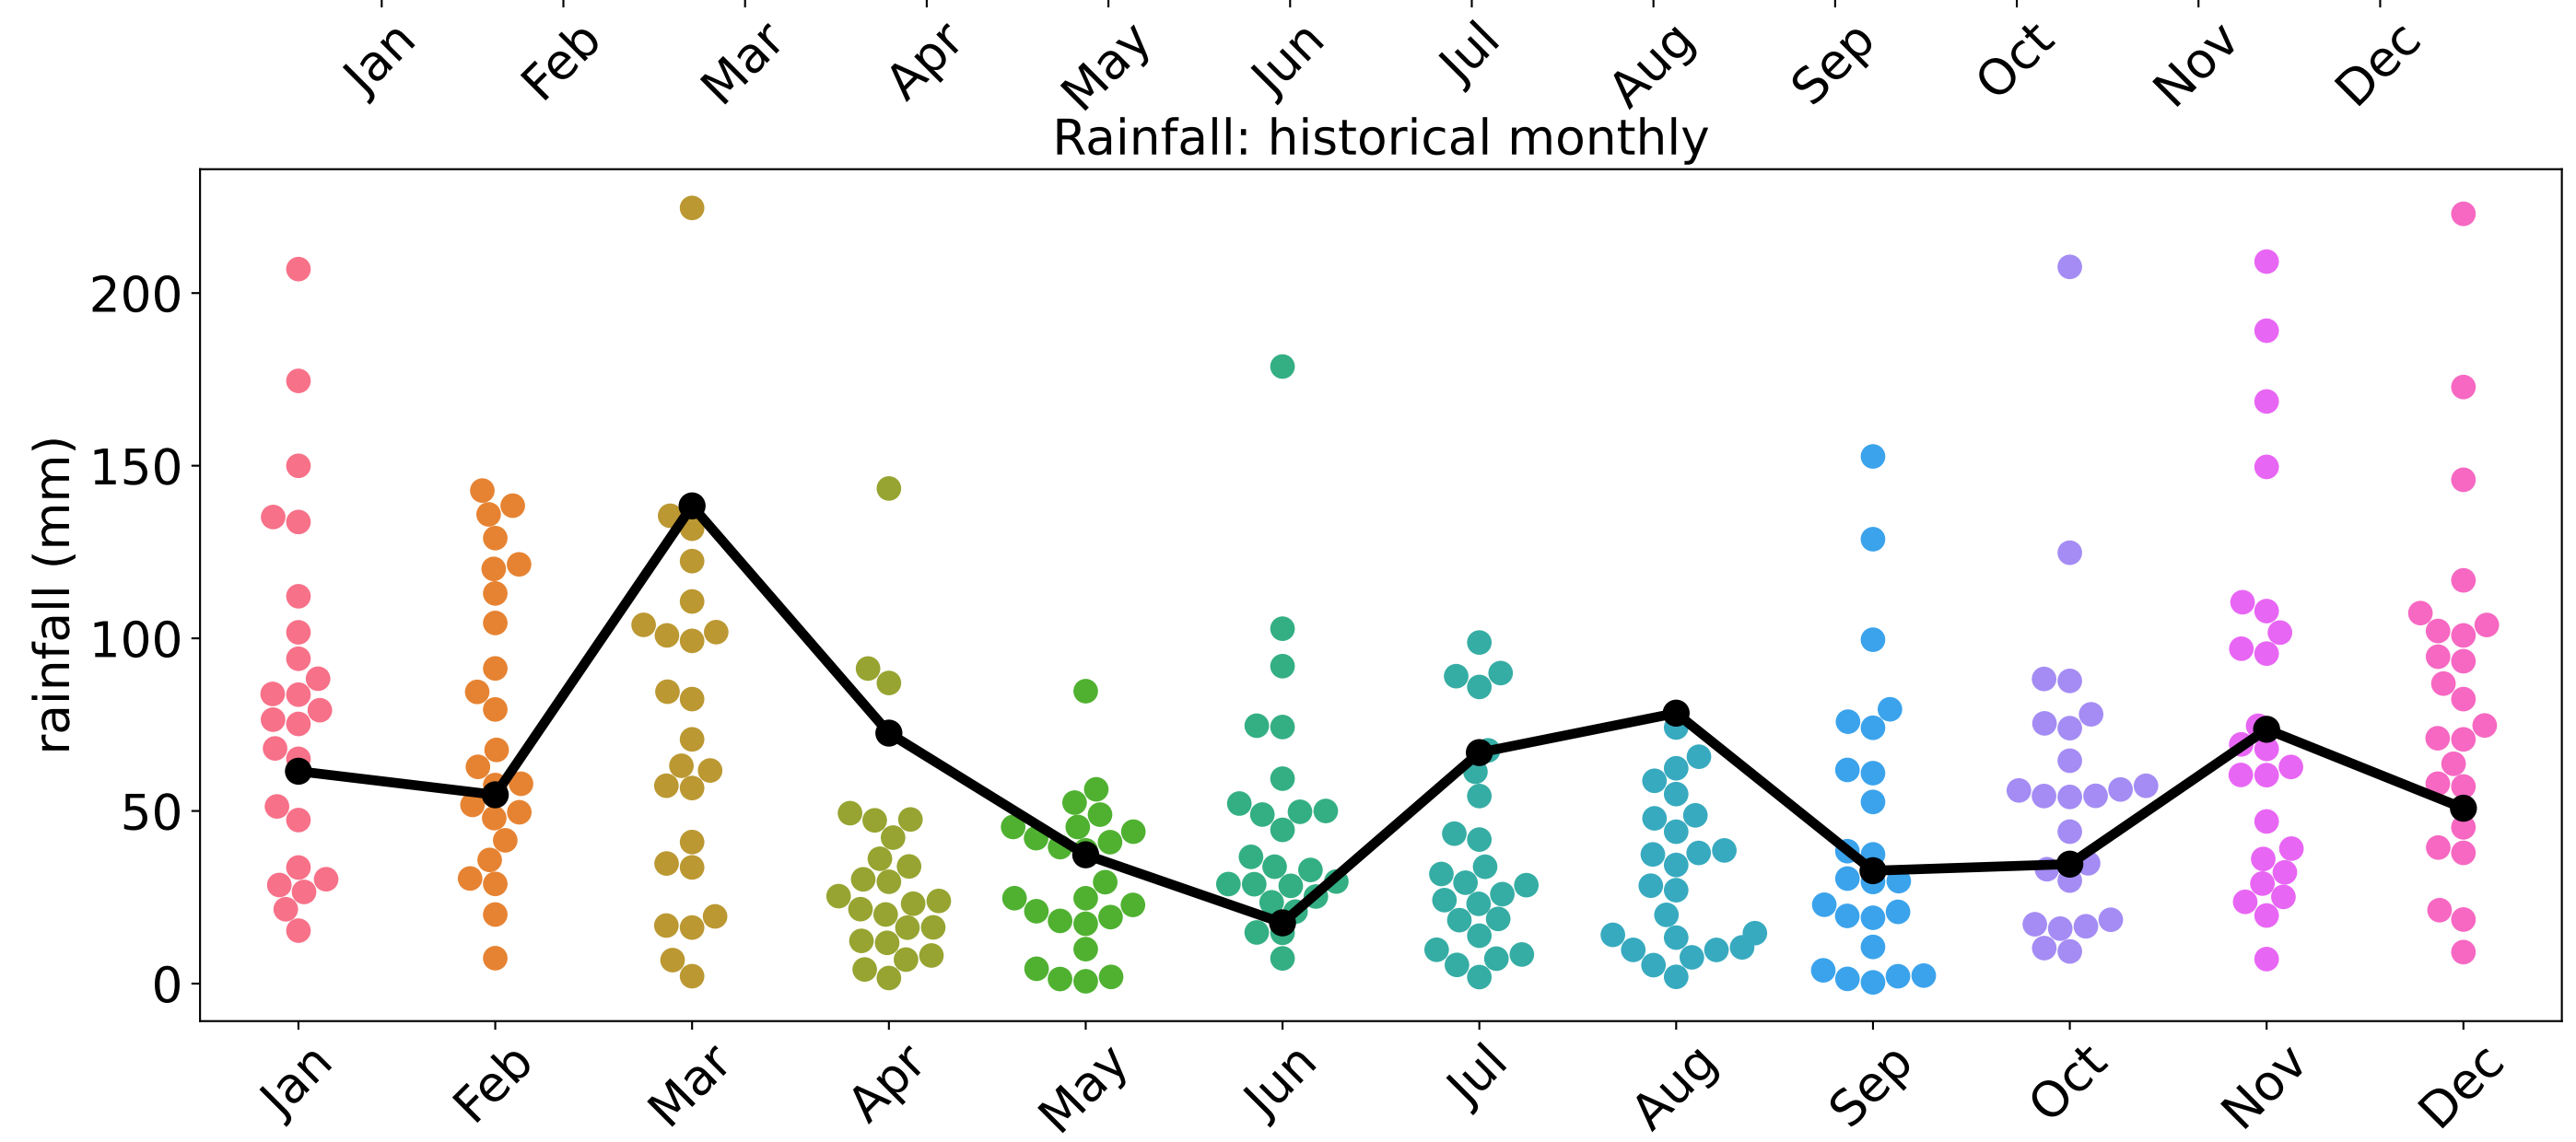 Jan Feb Mar Apr May Jun Jul Aug Sep Oct Nov Dec
Rainfall: historical monthly
rainfall (mm)
200
150
100
50
0
Jan Feb Mar Apr May Jun Jul Aug Sep Oct Nov Dec